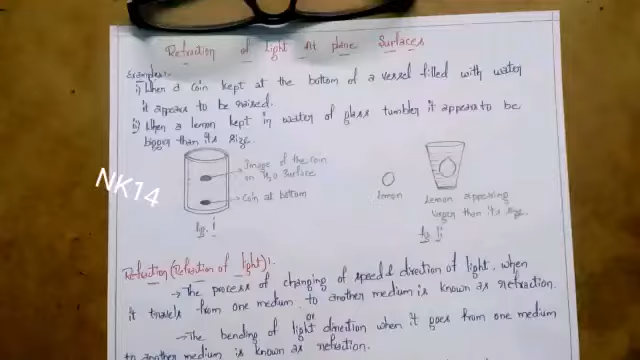 Refraction of light At plane Surfaces
Examples:-
i) When a coin kept at the bottom of a vessel filled with water
it appears to be raised.
ii) When a lemon kept in water of glass tumbler it appears to be
bigger than its size.
Image of the coin
on H2O surface
Coin at bottom
fig. i
Lemon
Lemon appearing
larger than its size
fig ii
NK14
Refraction (Refraction of light):
→ The process of changing of speed & direction of light, when
it travels from one medium to another medium is known as refraction.
or
→ The bending of light direction when it goes from one medium
to another medium is known as refraction.